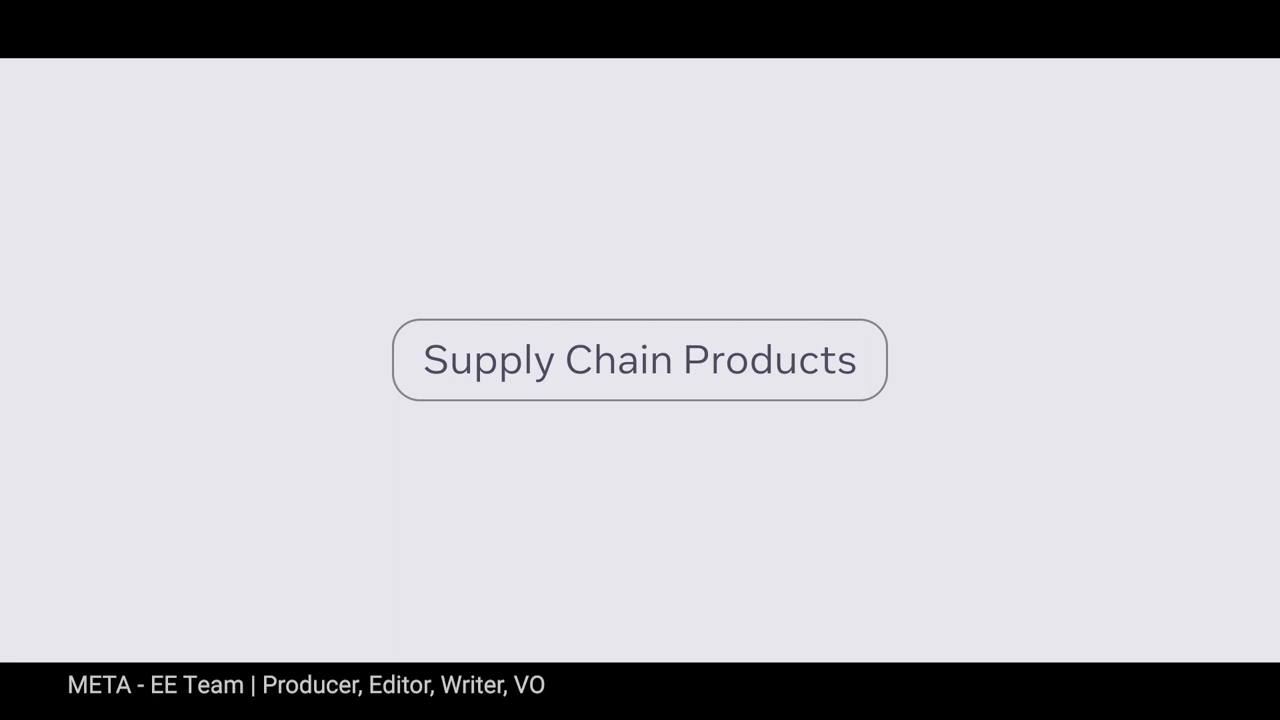 Supply Chain Products
META - EE Team | Producer, Editor, Writer, VO